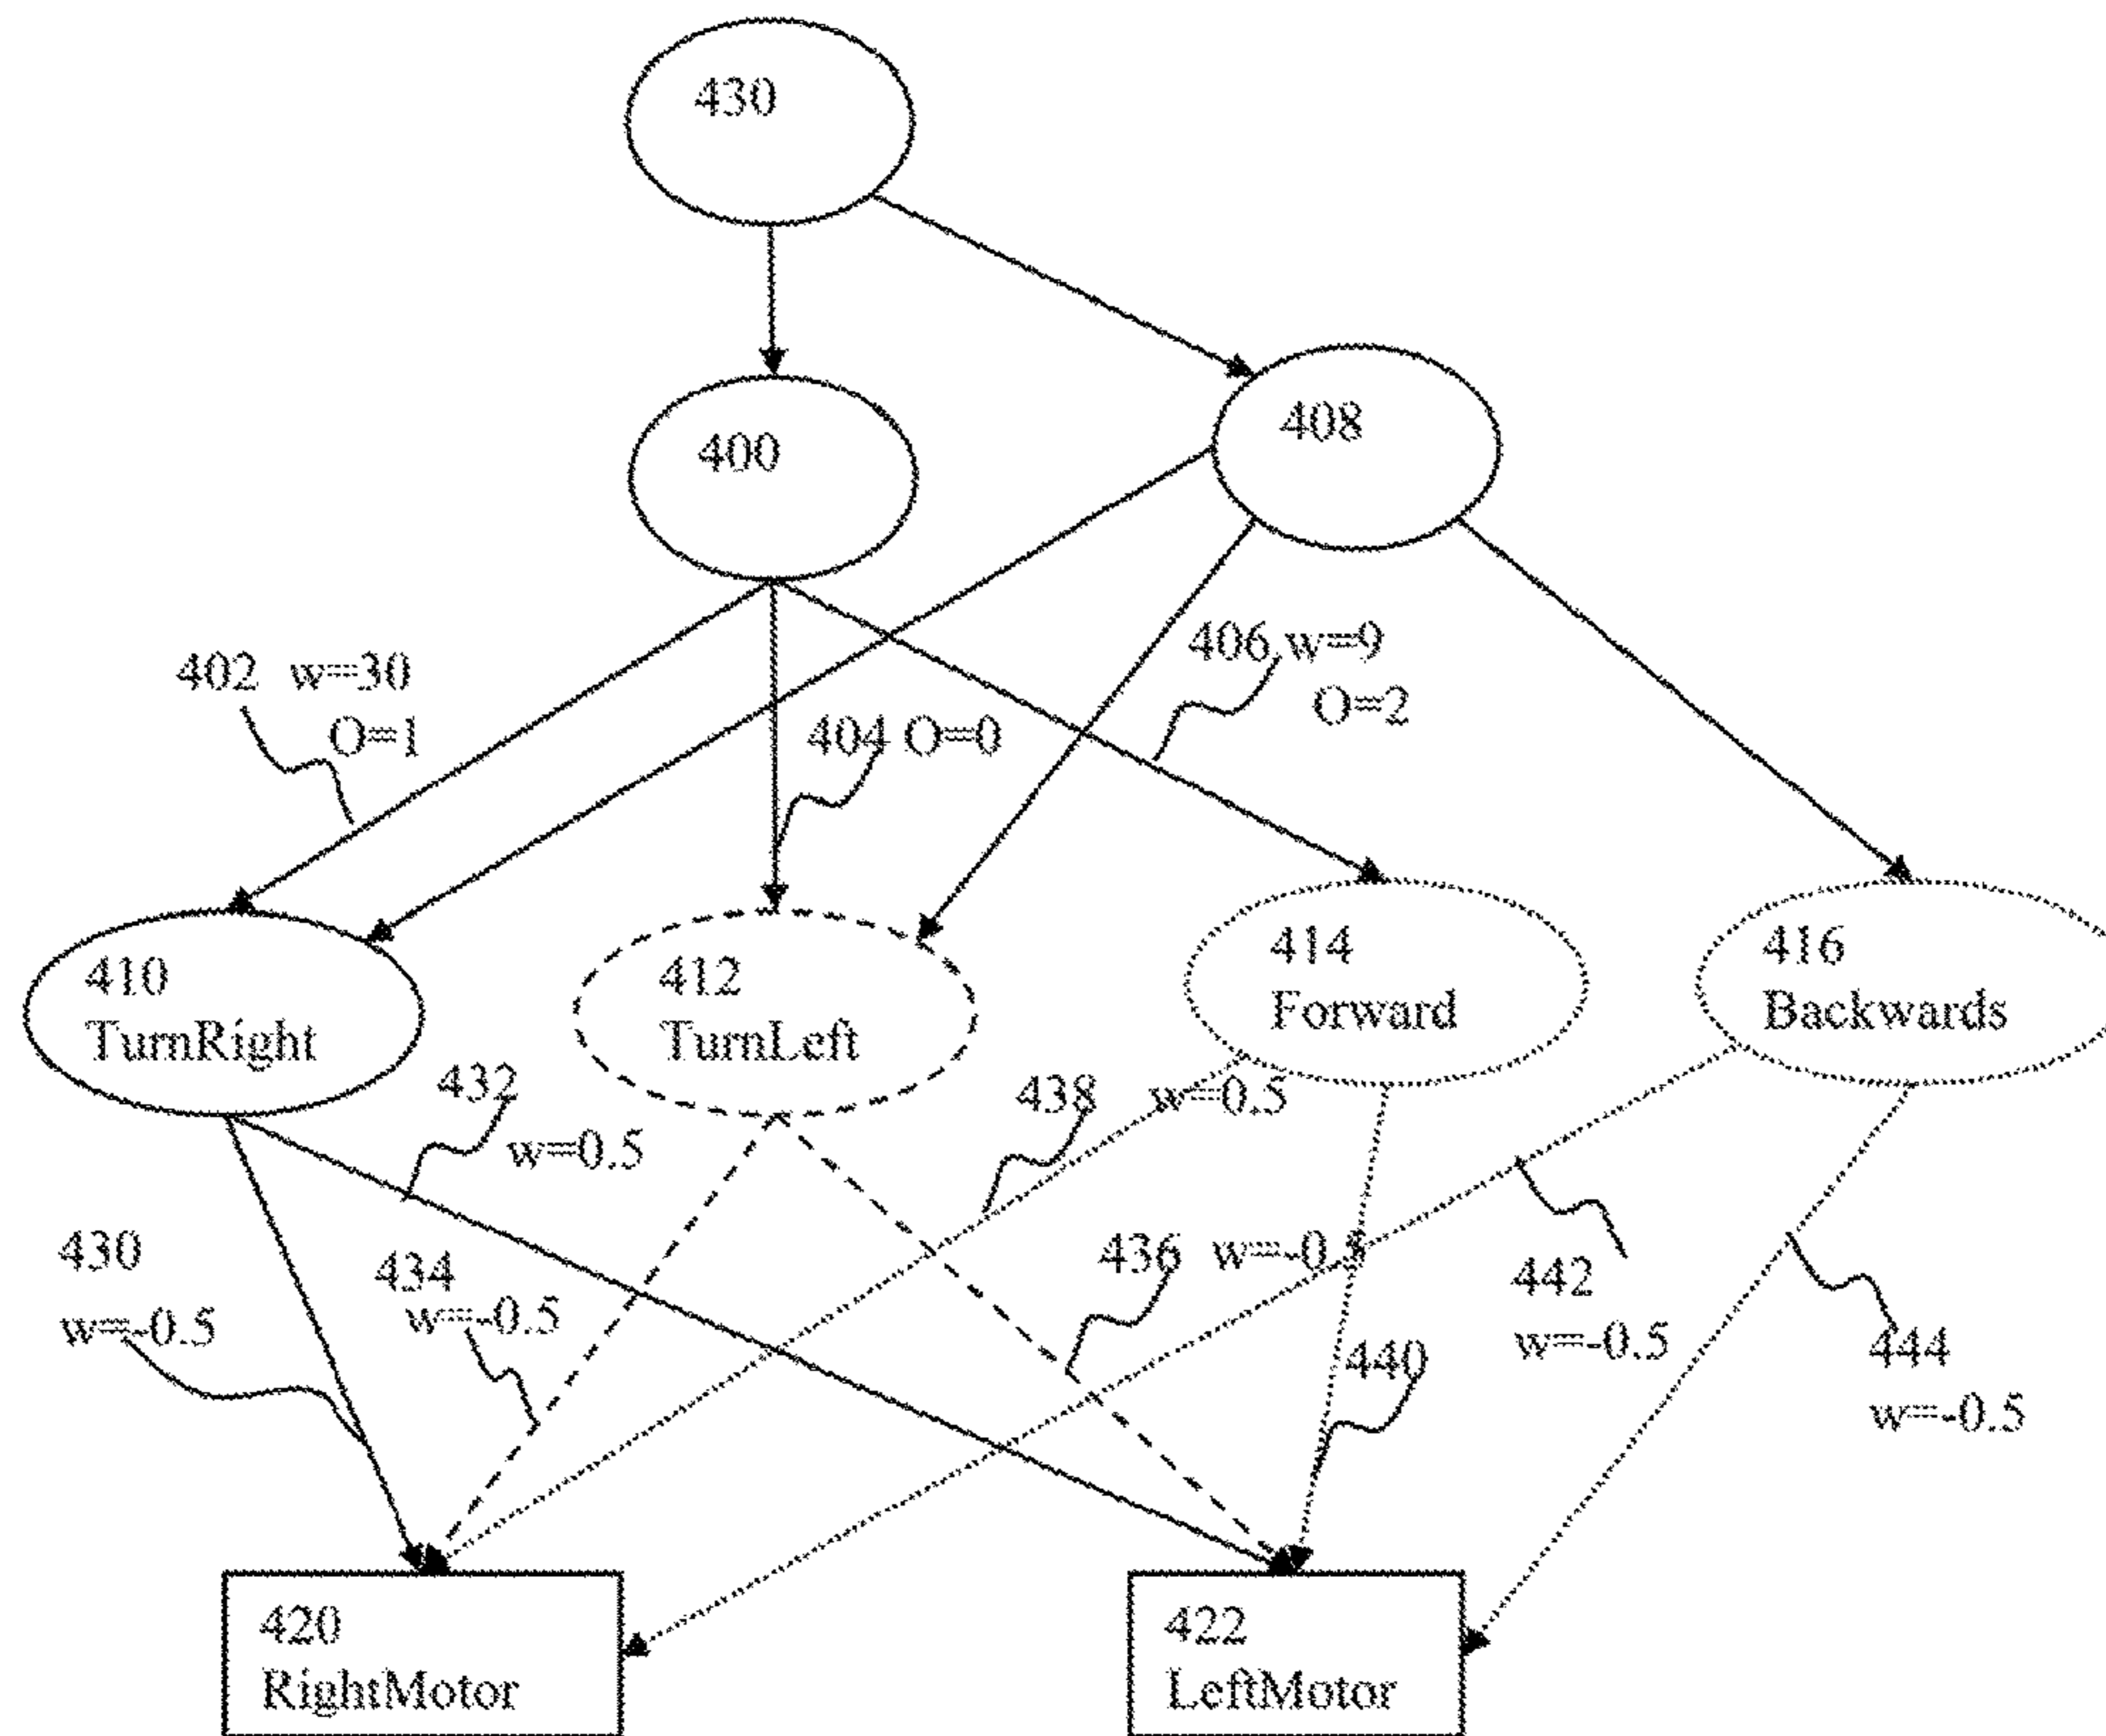 430
400
408
402 w=30
O=1
404 O=0
406 w=9
O=2
410
TurnRight
412
TurnLeft
414
Forward
416
Backwards
432
w=0.5
438 w=0.5
430
w=-0.5
434
w=-0.5
436 w=-0.5
440
442
w=-0.5
444
w=-0.5
420
RightMotor
422
LeftMotor